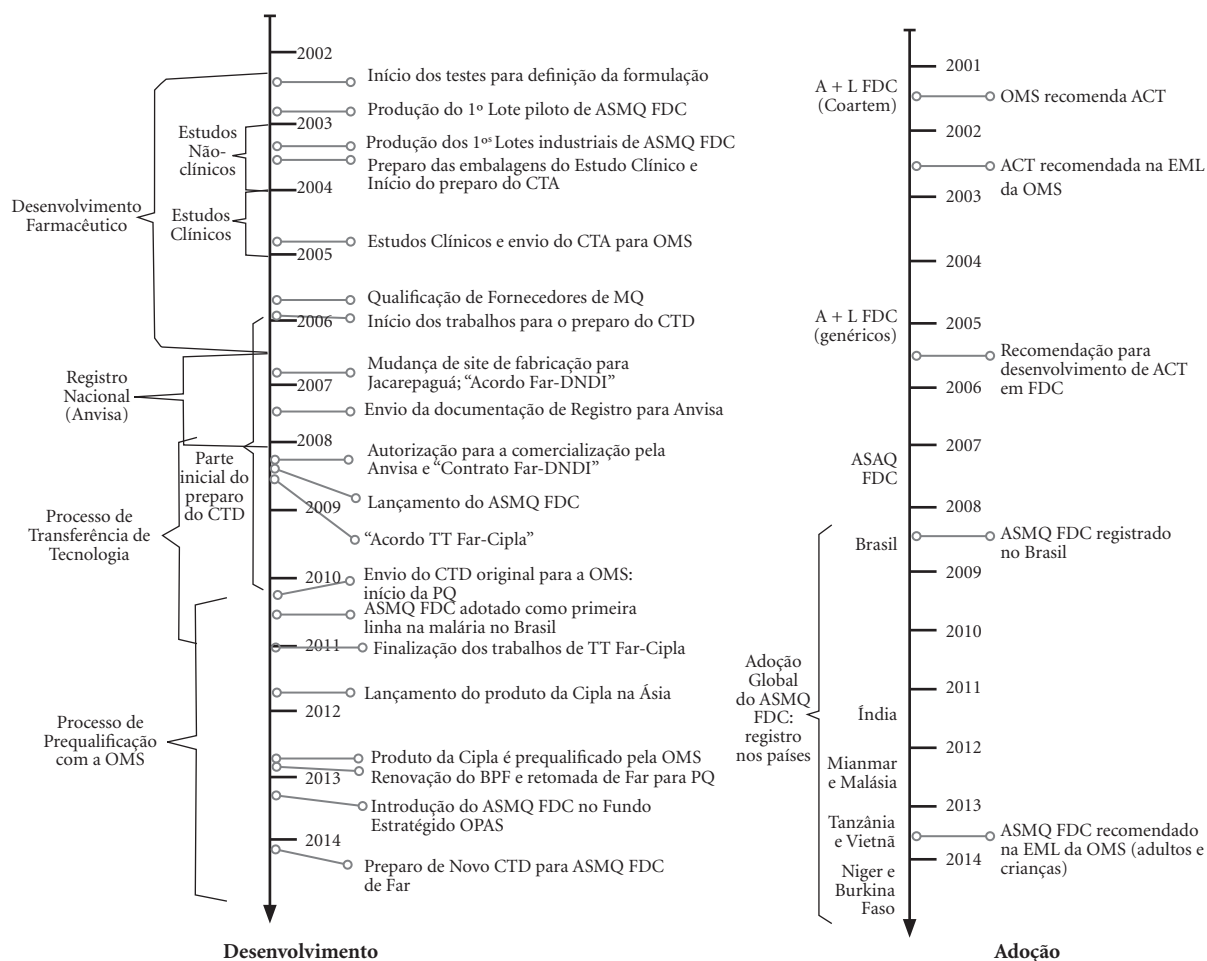 2002
Início dos testes para definição da formulação
Produção do 1º Lote piloto de ASMQ FDC
2003
Estudos
Não-
clínicos
Produção dos 1ºs Lotes industriais de ASMQ FDC
Preparo das embalagens do Estudo Clínico e
Início do preparo do CTA
2004
Desenvolvimento
Farmacêutico
Estudos
Clínicos
Estudos Clínicos e envio do CTA para OMS
2005
Qualificação de Fornecedores de MQ
2006
Início dos trabalhos para o preparo do CTD
Registro
Nacional
(Anvisa)
Mudança de site de fabricação para
Jacarepaguá; “Acordo Far-DNDI”
2007
Envio da documentação de Registro para Anvisa
2008
Parte
inicial do
preparo
do CTD
Autorização para a comercialização pela
Anvisa e “Contrato Far-DNDI”
Lançamento do ASMQ FDC
2009
Processo de
Transferência de
Tecnologia
“Acordo TT Far-Cipla”
2010
Envio do CTD original para a OMS:
início da PQ
ASMQ FDC adotado como primeira
linha na malária no Brasil
2011
Finalização dos trabalhos de TT Far-Cipla
Lançamento do produto da Cipla na Ásia
2012
Processo de
Prequalificação
com a OMS
Produto da Cipla é prequalificado pela OMS
Renovação do BPF e retomada de Far para PQ
2013
Introdução do ASMQ FDC no Fundo
Estratégido OPAS
2014
Preparo de Novo CTD para ASMQ FDC
de Far
Desenvolvimento
2001
A + L FDC
(Coartem)
OMS recomenda ACT
2002
ACT recomendada na EML
da OMS
2003
2004
A + L FDC
(genéricos)
2005
Recomendação para
desenvolvimento de ACT
em FDC
2006
2007
ASAQ
FDC
2008
Brasil
ASMQ FDC registrado
no Brasil
2009
2010
Adoção
Global
do ASMQ
FDC:
registro
nos países
2011
Índia
2012
Mianmar
e Malásia
2013
Tanzânia
e Vietnã
ASMQ FDC recomendado
na EML da OMS (adultos e
crianças)
2014
Niger e
Burkina
Faso
Adoção